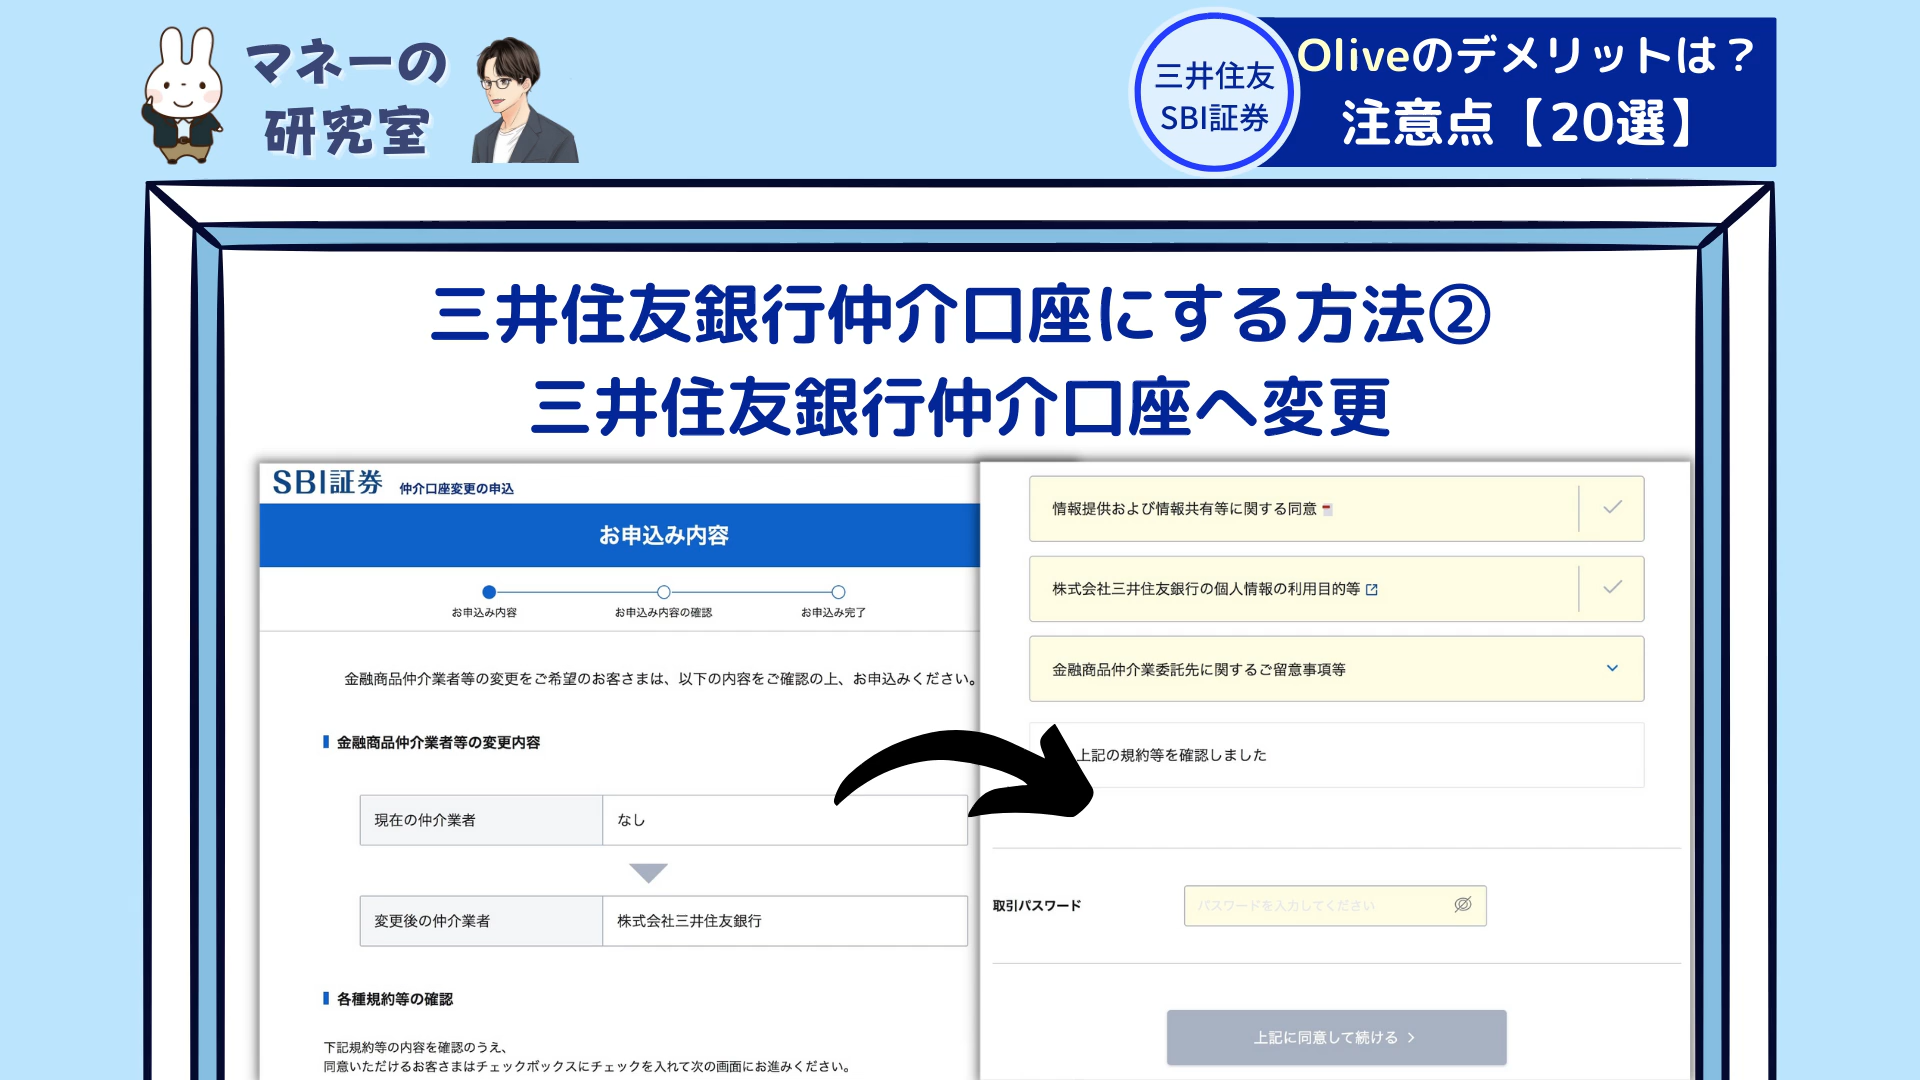 マネーの
研究室
三井住友
SBI証券
Oliveのデメリットは？
注意点【20選】
三井住友銀行仲介口座にする方法②
三井住友銀行仲介口座へ変更
SBI証券 仲介口座変更の申込
お申込み内容
お申込み内容 お申込み内容の確認 お申込み完了
金融商品仲介業者等の変更をご希望のお客さまは、以下の内容をご確認の上、お申込みください。
金融商品仲介業者等の変更内容
現在の仲介業者 なし
変更後の仲介業者 株式会社三井住友銀行
各種規約等の確認
下記規約等の内容を確認のうえ、
同意いただけるお客さまはチェックボックスにチェックを入れて次の画面にお進みください。
情報提供および情報共有等に関する同意
株式会社三井住友銀行の個人情報の利用目的等
金融商品仲介業委託先に関するご留意事項等
上記の規約等を確認しました
取引パスワード パスワードを入力してください
上記に同意して続ける